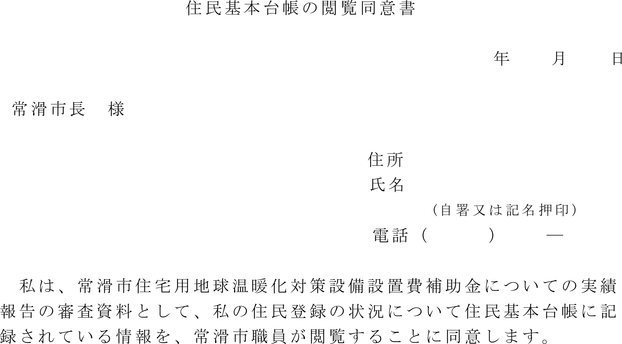 住民基本台帳の閲覧同意書
年　　月　　日
常滑市長　様
住所
氏名
（自署又は記名押印）
電話（　　　）　　―
　私は、常滑市住宅用地球温暖化対策設備設置費補助金についての実績
報告の審査資料として、私の住民登録の状況について住民基本台帳に記
録されている情報を、常滑市職員が閲覧することに同意します。